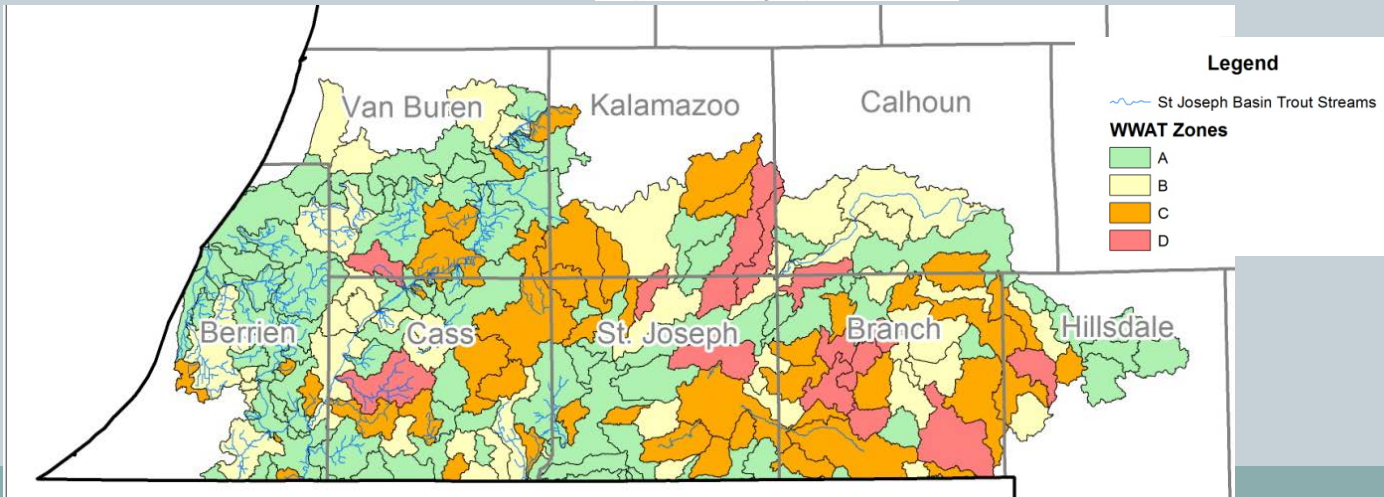 Van Buren
Kalamazoo
Calhoun
Berrien
Cass
St. Joseph
Branch
Hillsdale
Legend
St Joseph Basin Trout Streams
WWAT Zones
A
B
C
D